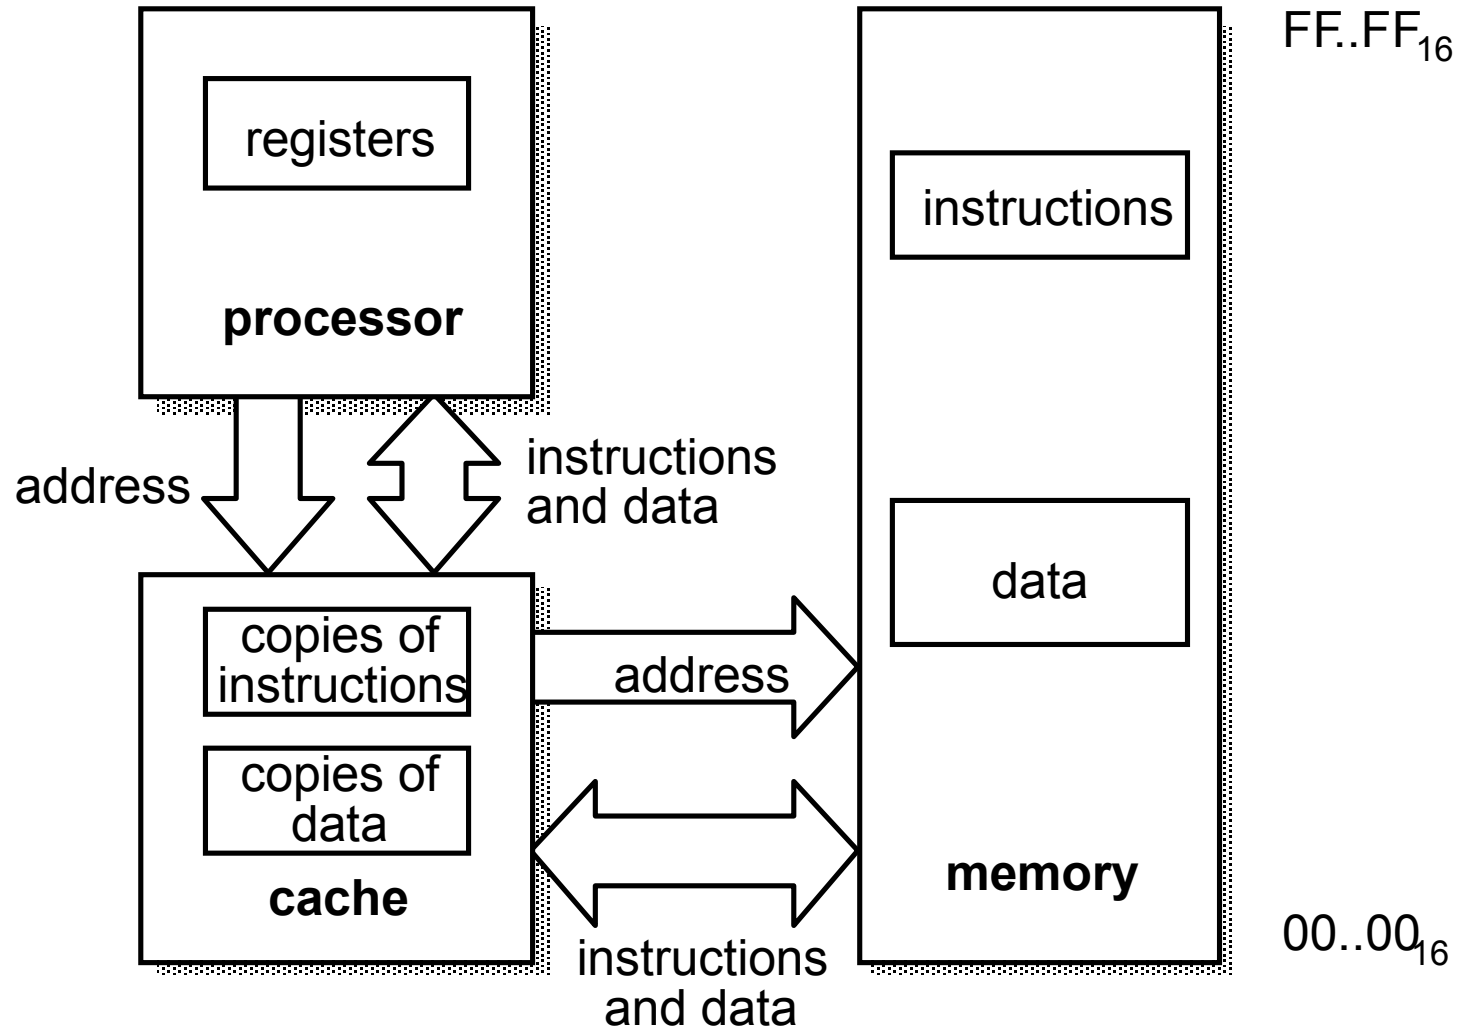 FF..FF16
registers
instructions
processor
instructions
and data
address
data
copies of
instructions
address
copies of
data
memory
cache
00..0016
instructions
and data